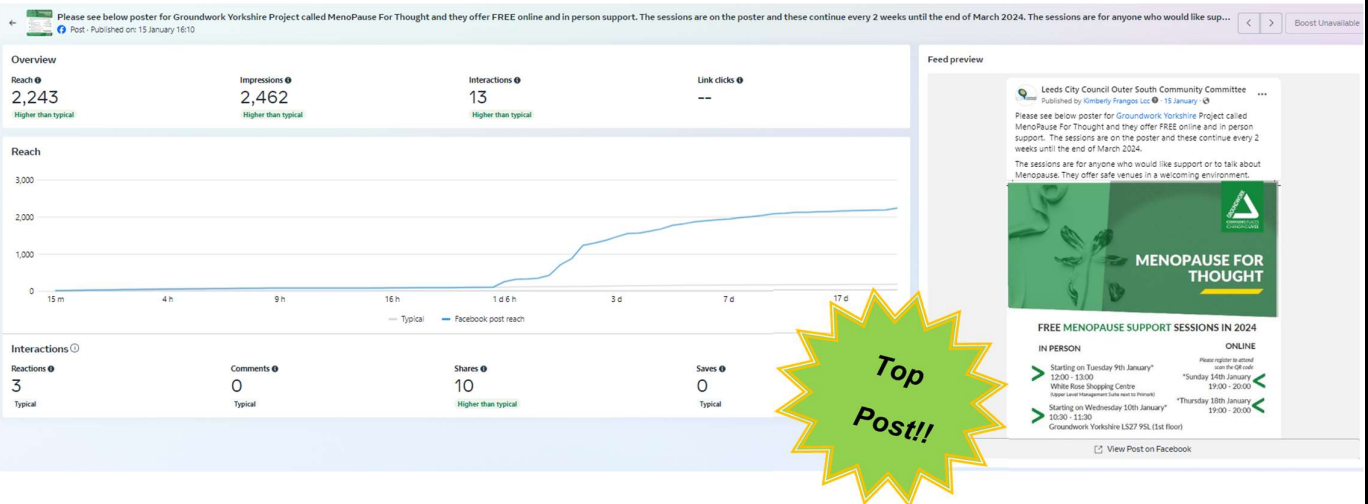 Please see below poster for Groundwork Yorkshire Project called MenoPause For Thought and they offer FREE online and in person support. The sessions are on the poster and these continue every 2 weeks until the end of March 2024. The sessions are for anyone who would like sup...
Post · Published on: 15 January 16:10
Boost Unavailable
Overview
Reach
2,243
Higher than typical
Impressions
2,462
Higher than typical
Interactions
13
Higher than typical
Link clicks
--
Reach
3,000
2,000
1,000
0
15 m
4 h
9 h
16 h
1 d 6 h
3 d
7 d
17 d
Typical
Facebook post reach
Interactions
Reactions
3
Typical
Comments
0
Typical
Shares
10
Higher than typical
Saves
0
Typical
Top
Post!!
Feed preview
Leeds City Council Outer South Community Committee
Published by Kimberly Frangos Lcc · 15 January ·
Please see below poster for Groundwork Yorkshire Project called
MenoPause For Thought and they offer FREE online and in person
support. The sessions are on the poster and these continue every 2
weeks until the end of March 2024.
The sessions are for anyone who would like support or to talk about
Menopause. They offer safe venues in a welcoming environment.
GROUNDWORK
CHANGING PLACES
CHANGING LIVES
MENOPAUSE FOR
THOUGHT
FREE MENOPAUSE SUPPORT SESSIONS IN 2024
IN PERSON
Starting on Tuesday 9th January*
12:00 - 13:00
White Rose Shopping Centre
(Upper Level Management Suite next to Primark)
Starting on Wednesday 10th January*
10:30 - 11:30
Groundwork Yorkshire LS27 9SL (1st floor)
ONLINE
Please register to attend
scan the QR code
*Sunday 14th January
19:00 - 20:00
*Thursday 18th January
19:00 - 20:00
View Post on Facebook